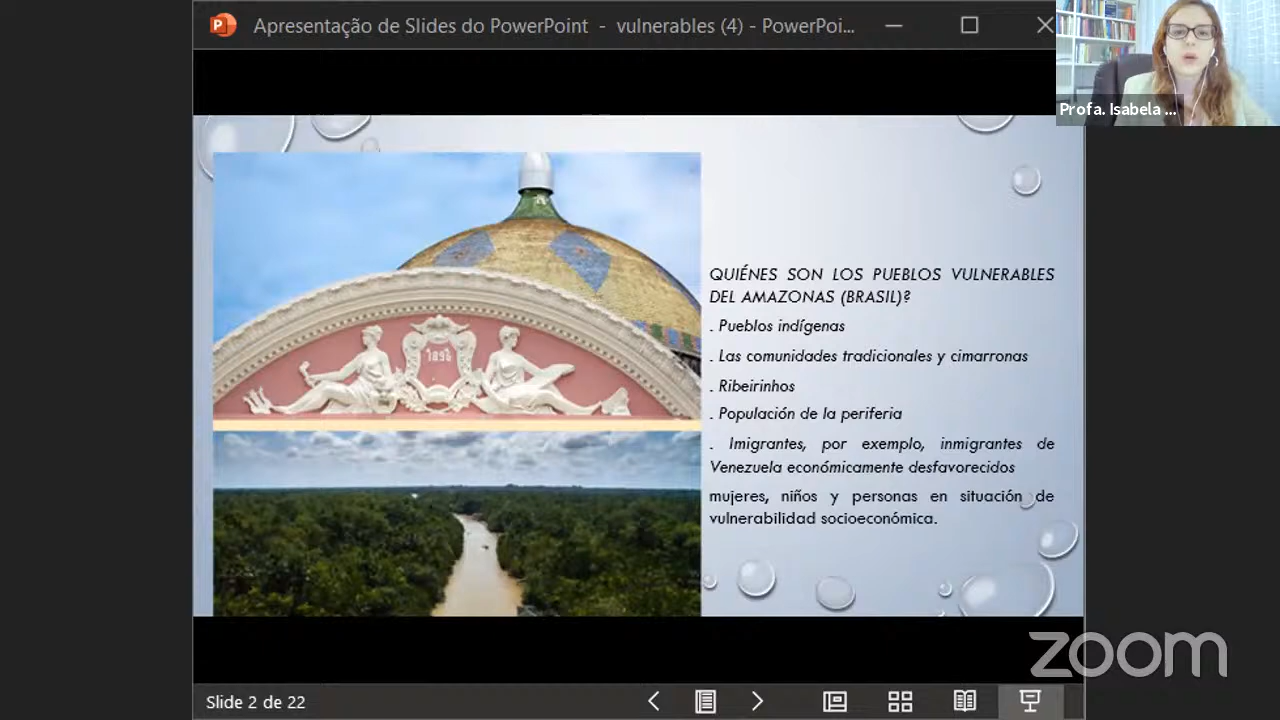 Apresentação de Slides do PowerPoint - vulnerables (4) - PowerPoi...
Profa. Isabela ...
1896
QUIÉNES SON LOS PUEBLOS VULNERABLES
DEL AMAZONAS (BRASIL)?
. Pueblos indígenas
. Las comunidades tradicionales y cimarronas
. Ribeirinhos
. Población de la periferia
. Imigrantes, por exemplo, inmigrantes de
Venezuela económicamente desfavorecidos
mujeres, niños y personas en situación de
vulnerabilidad socioeconómica.
zoom
Slide 2 de 22